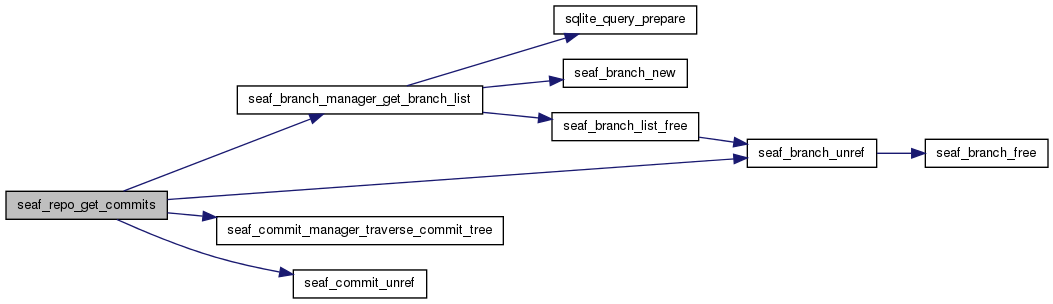 sqlite_query_prepare
seaf_branch_new
seaf_branch_manager_get_branch_list
seaf_branch_list_free
seaf_branch_unref
seaf_branch_free
seaf_repo_get_commits
seaf_commit_manager_traverse_commit_tree
seaf_commit_unref